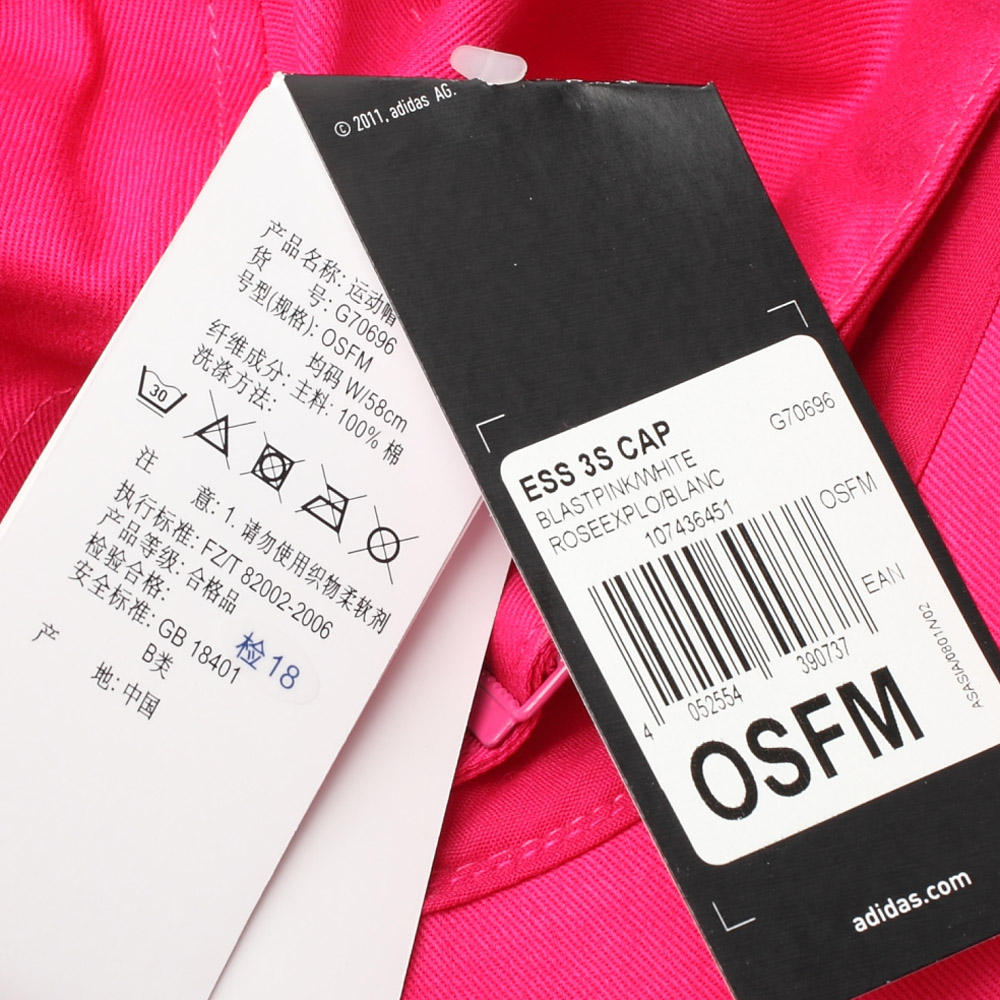 产品名称: 运动帽
货 号: G70696
号型(规格): OSFM
均码 W/58cm
纤维成分: 主料: 100% 棉
洗涤方法:
30
注 意: 1. 请勿使用织物柔软剂
执行标准: FZ/T 82002-2006
产品等级: 合格品
检验合格:
检18
安全标准: GB 18401
B类
产 地: 中国
© 2011, adidas AG.
G70696
ESS 3S CAP
BLASTPINK/WHITE
ROSEEXPLO/BLANC
107436451
OSFM
EAN
4 052554 390737
ASASIA/0801/V02
OSFM
adidas.com